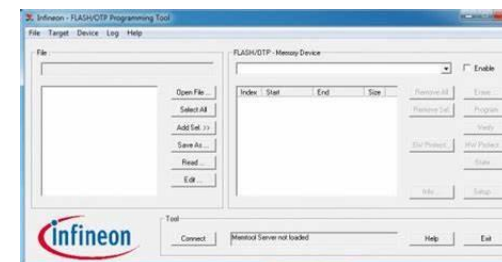 Infineon - FLASH/OTP Programming Tool
File Target Device Log Help
File
FLASH/OTP - Memory Device
Enable
Open File ...
Select All
Add Sel. >>
Save As ...
Read ...
Edit ...
Index Start End Size
Remove All
Remove Sel.
Erase...
Program
Verify
State
Info ...
Setup
infineon
Tool
Connect
Memtool Server not loaded
Help
Exit